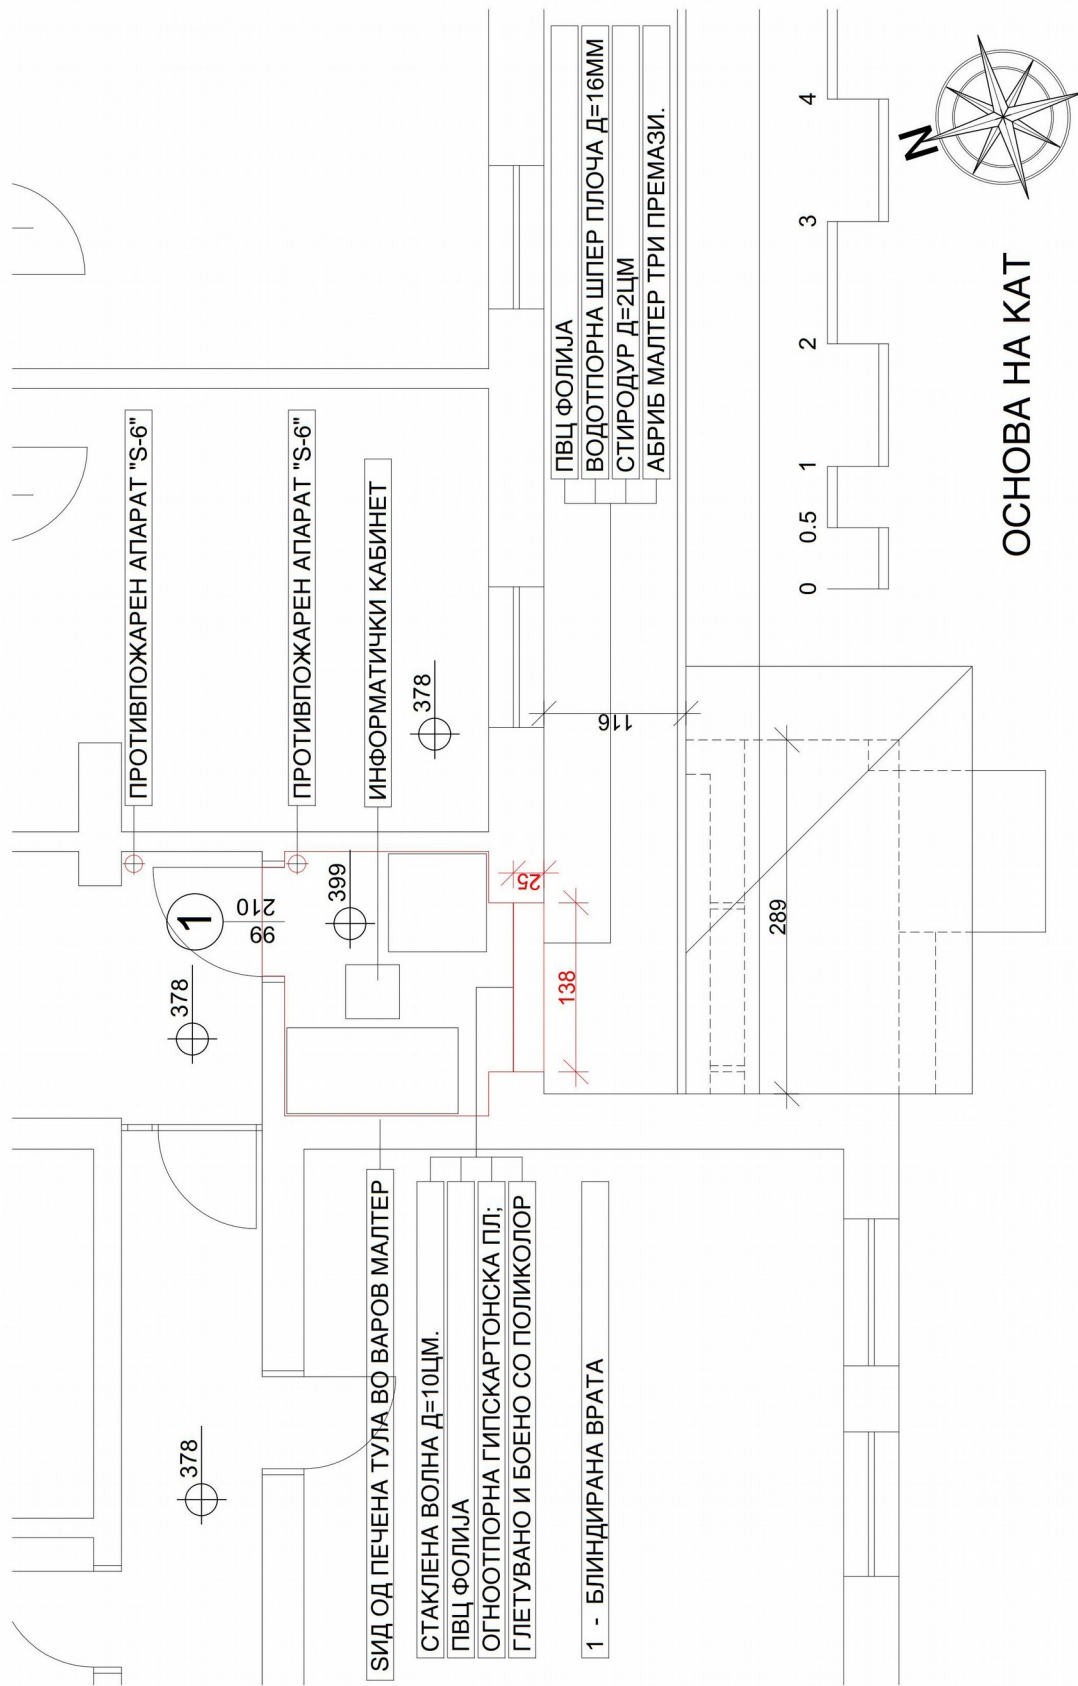 ПРОТИВПОЖАРЕН АПАРАТ "S-6"
ПРОТИВПОЖАРЕН АПАРАТ "S-6"
ИНФОРМАТИЧКИ КАБИНЕТ
378
1
99
210
399
378
378
25
138
116
289
ПВЦ ФОЛИЈА
ВОДОТПОРНА ШПЕР ПЛОЧА Д=16ММ
СТИРОДУР Д=2ЦМ
АБРИБ МАЛТЕР ТРИ ПРЕМАЗИ.
ЅИД ОД ПЕЧЕНА ТУЛА ВО ВАРОВ МАЛТЕР
СТАКЛЕНА ВОЛНА Д=10ЦМ.
ПВЦ ФОЛИЈА
ОГНООТПОРНА ГИПСКАРТОНСКА ПЛ;
ГЛЕТУВАНО И БОЕНО СО ПОЛИКОЛОР
1 - БЛИНДИРАНА ВРАТА
0 0.5 1 2 3 4
N
ОСНОВА НА КАТ